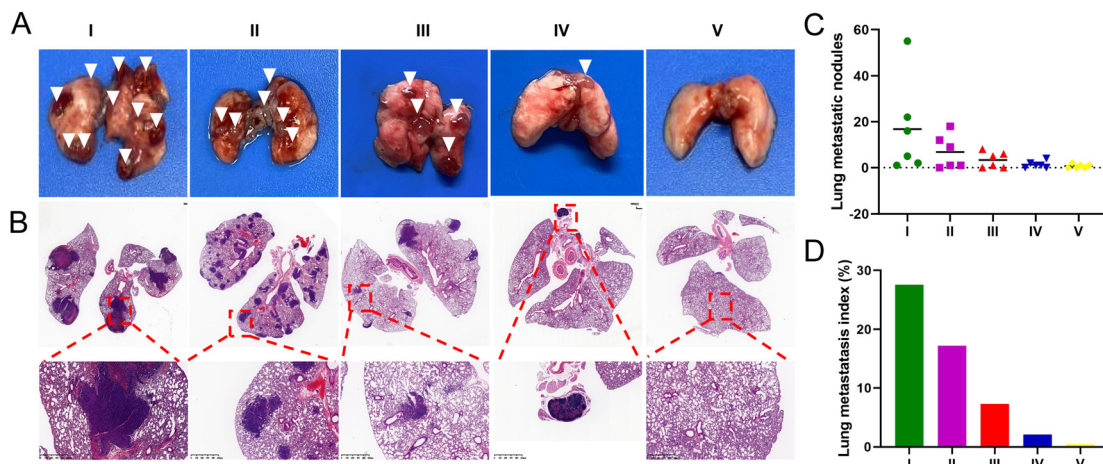 A
I II III IV V
B
C
Lung metastatic nodules
60
40
20
0
-20
I II III IV V
D
Lung metastastasis index (%)
30
20
10
0
I II III IV V